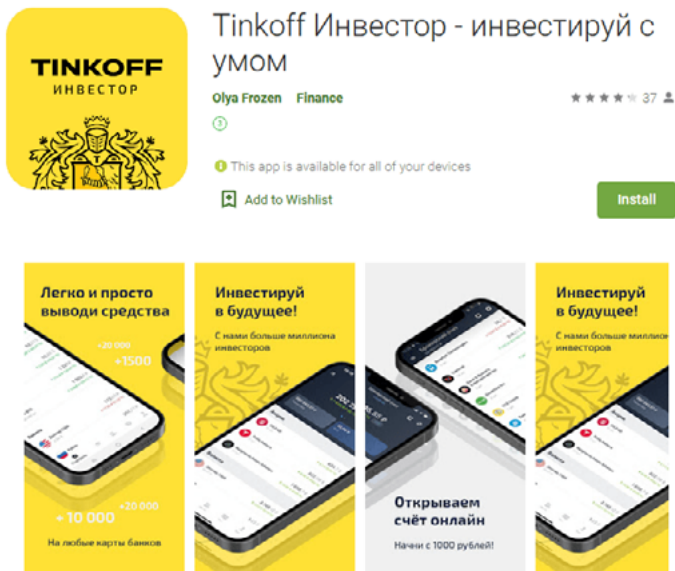 TINKOFF
ИНВЕСТОР
Tinkoff Инвестор - инвестируй с
умом
Olya Frozen Finance
37
3
This app is available for all of your devices
Add to Wishlist
Install
Легко и просто
выводи средства
+20 000
+1500
+ 10 000
+20 000
На любые карты банков
Инвестируй
в будущее!
С нами больше миллиона
инвесторов
Открываем
счёт онлайн
Начни с 1000 рублей!
Инвестируй
в будущее!
С нами больше миллион
инвесторов